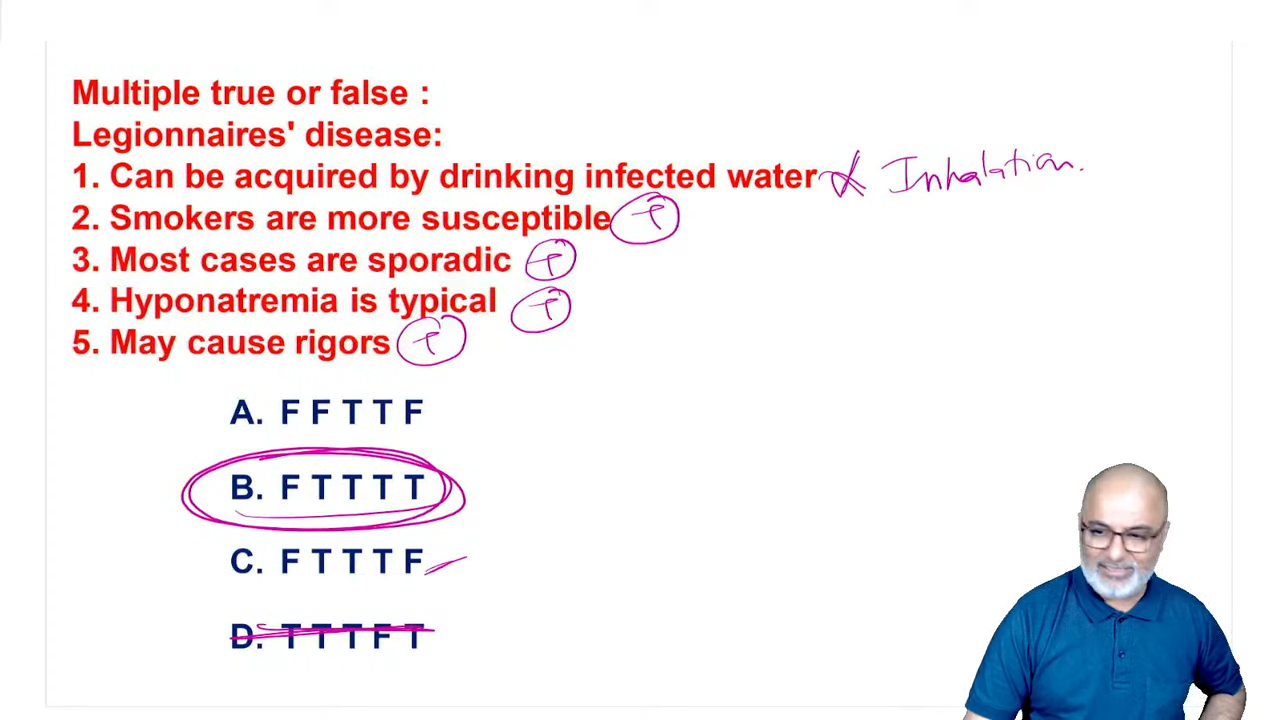 Multiple true or false :
Legionnaires' disease:
1. Can be acquired by drinking infected water Inhalation.
2. Smokers are more susceptible T
3. Most cases are sporadic T
4. Hyponatremia is typical T
5. May cause rigors T
A. F F T T F
B. F T T T T
C. F T T T F
D. T T T F T